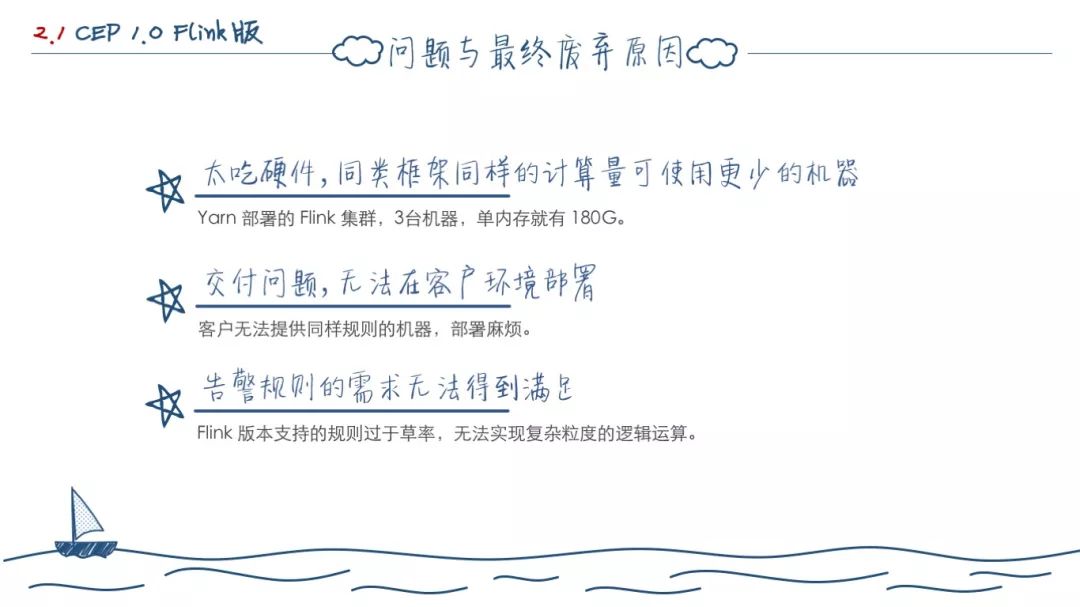 2.1 CEP 1.0 Flink版
问题与最终废弃原因
太吃硬件,同类框架同样的计算量可使用更少的机器
Yarn 部署的 Flink 集群，3台机器，单内存就有 180G。
交付问题,无法在客户环境部署
客户无法提供同样规则的机器，部署麻烦。
告警规则的需求无法得到满足
Flink 版本支持的规则过于草率，无法实现复杂粒度的逻辑运算。